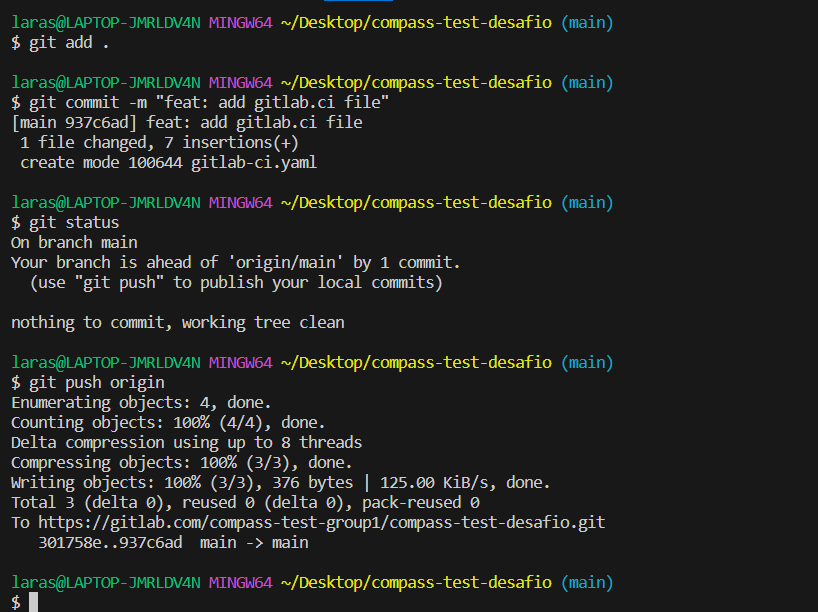 laras@LAPTOP-JMRLDV4N MINGW64 ~/Desktop/compass-test-desafio (main)
$ git add .
laras@LAPTOP-JMRLDV4N MINGW64 ~/Desktop/compass-test-desafio (main)
$ git commit -m "feat: add gitlab.ci file"
[main 937c6ad] feat: add gitlab.ci file
 1 file changed, 7 insertions(+)
 create mode 100644 gitlab-ci.yaml
laras@LAPTOP-JMRLDV4N MINGW64 ~/Desktop/compass-test-desafio (main)
$ git status
On branch main
Your branch is ahead of 'origin/main' by 1 commit.
  (use "git push" to publish your local commits)
nothing to commit, working tree clean
laras@LAPTOP-JMRLDV4N MINGW64 ~/Desktop/compass-test-desafio (main)
$ git push origin
Enumerating objects: 4, done.
Counting objects: 100% (4/4), done.
Delta compression using up to 8 threads
Compressing objects: 100% (3/3), done.
Writing objects: 100% (3/3), 376 bytes | 125.00 KiB/s, done.
Total 3 (delta 0), reused 0 (delta 0), pack-reused 0
To https://gitlab.com/compass-test-group1/compass-test-desafio.git
   301758e..937c6ad  main -> main
laras@LAPTOP-JMRLDV4N MINGW64 ~/Desktop/compass-test-desafio (main)
$